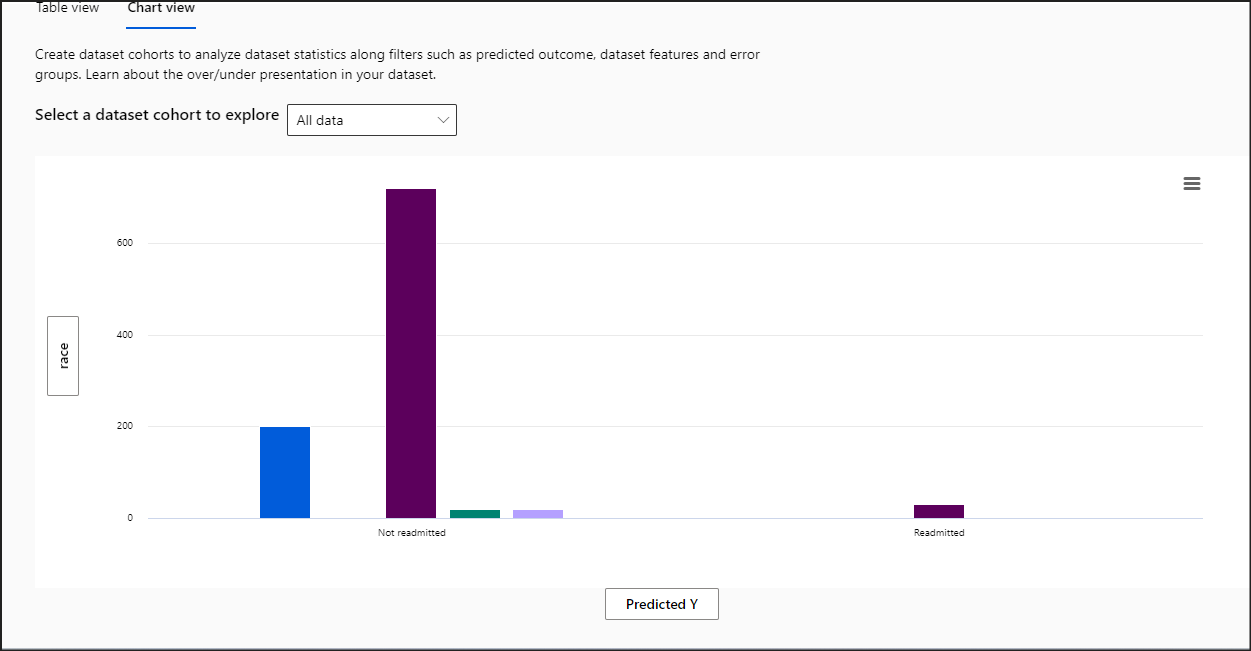 Table view
Chart view
Create dataset cohorts to analyze dataset statistics along filters such as predicted outcome, dataset features and error
groups. Learn about the over/under presentation in your dataset.
Select a dataset cohort to explore
All data
600
400
200
0
race
Not readmitted
Readmitted
Predicted Y